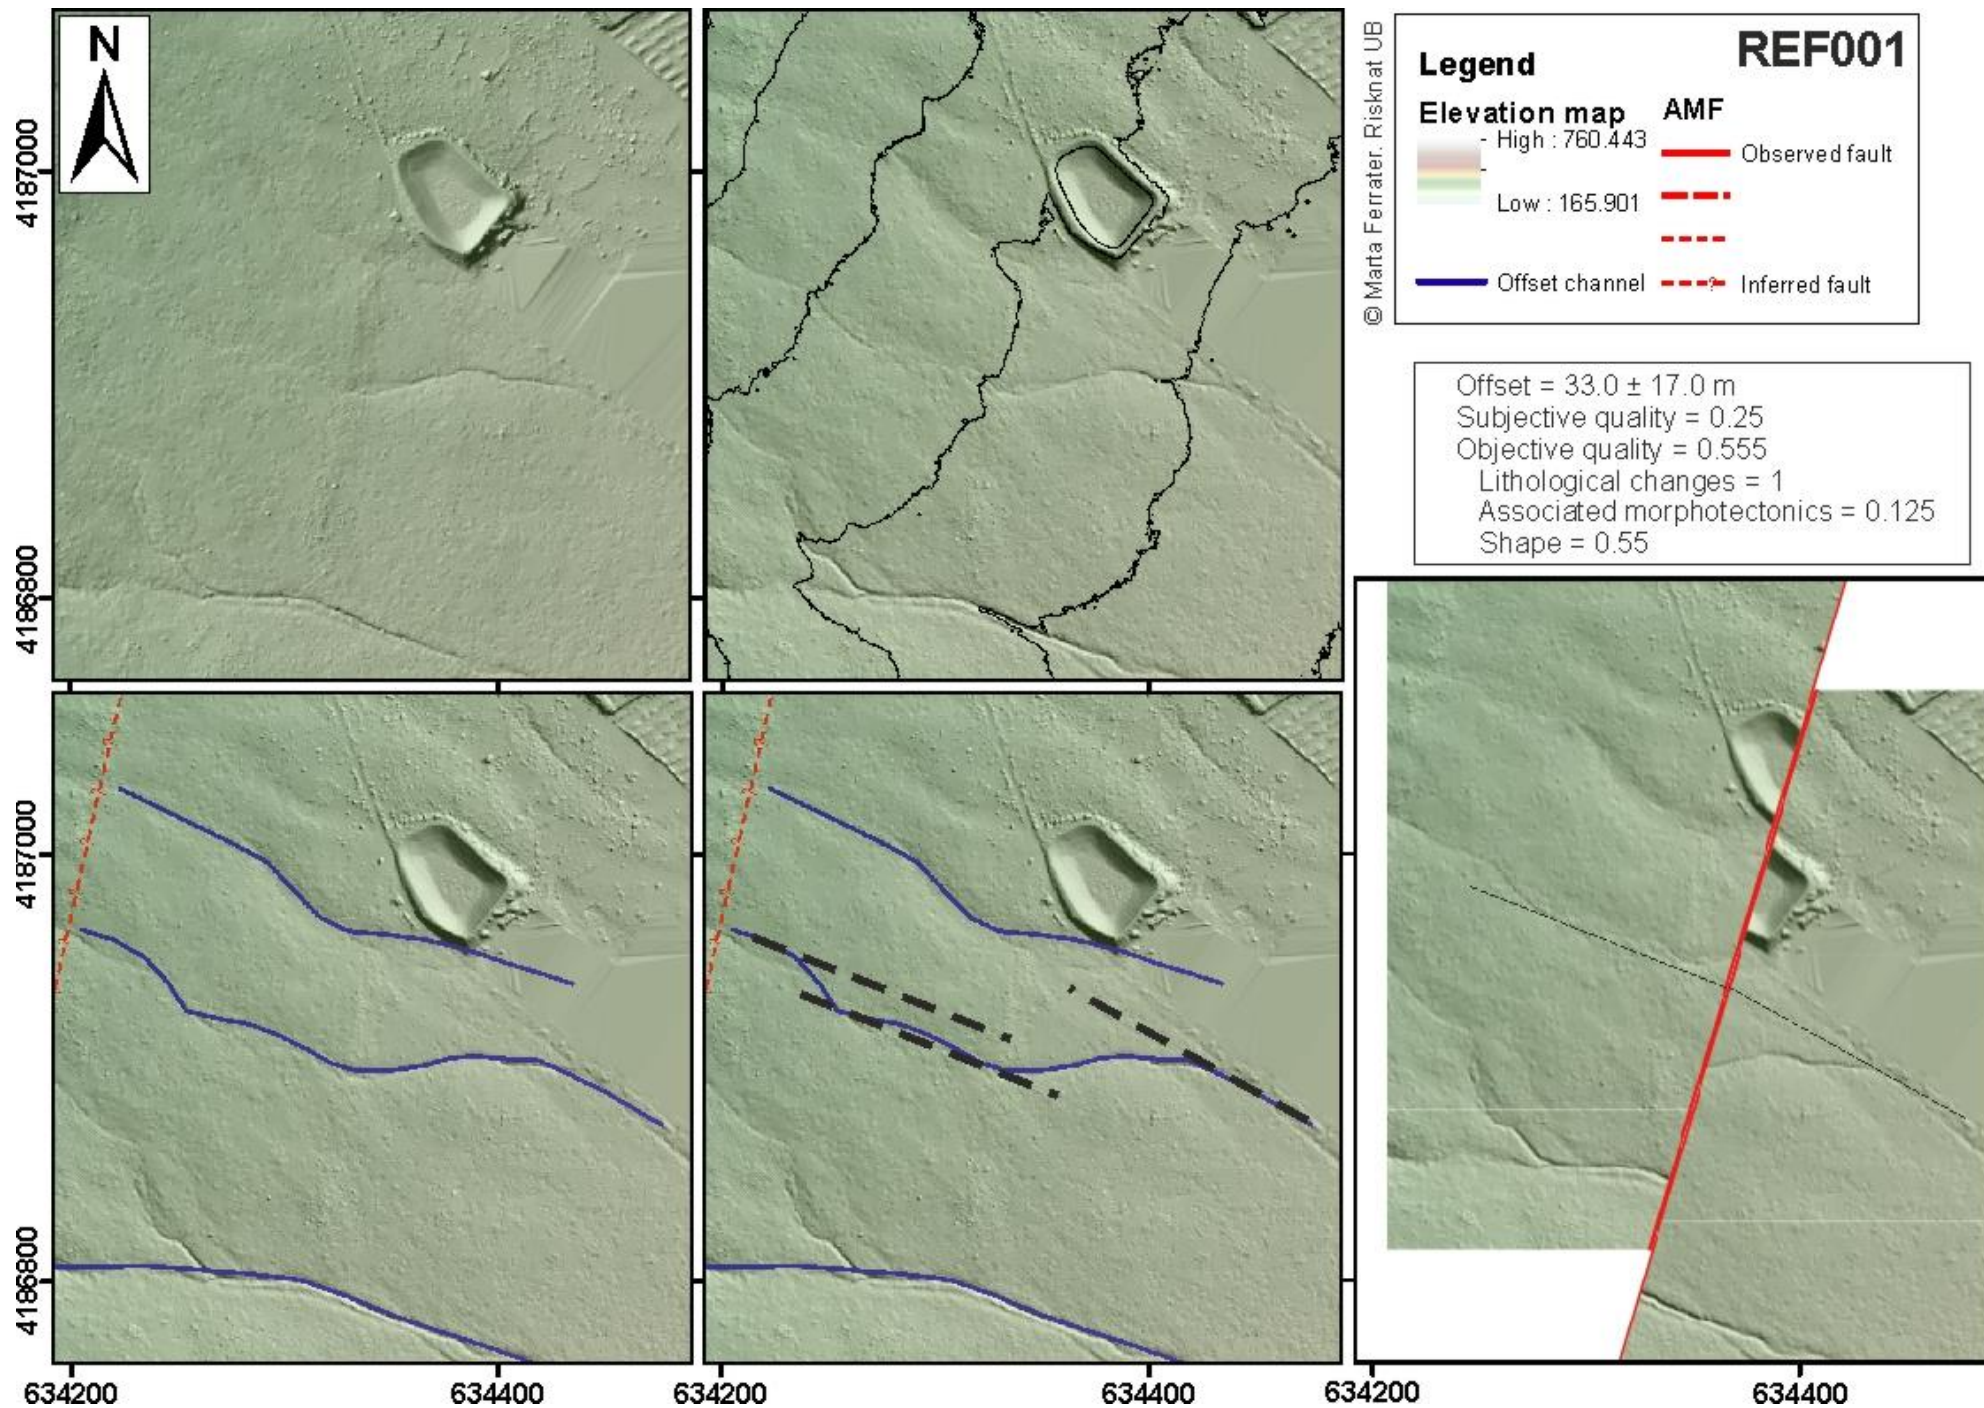 N
4187000
4186800
4187000
4186800
634200
634400
634200
634400
634200
634400
© Marta Ferrater. Risknat UB
REF001
Legend
Elevation map
High : 760.443
Low : 165.901
Offset channel
AMF
Observed fault
? Inferred fault
Offset = 33.0 ± 17.0 m
Subjective quality = 0.25
Objective quality = 0.555
Lithological changes = 1
Associated morphotectonics = 0.125
Shape = 0.55